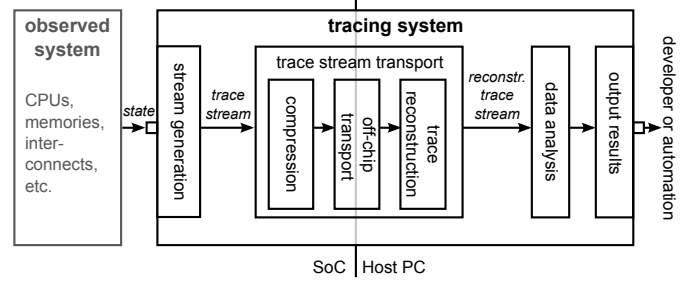 observed
system
CPUs,
memories,
inter-
connects,
etc.
state
tracing system
stream generation
trace
stream
trace stream transport
compression
off-chip
transport
trace
reconstruction
reconstr.
trace
stream
data analysis
output results
developer or automation
SoC
Host PC